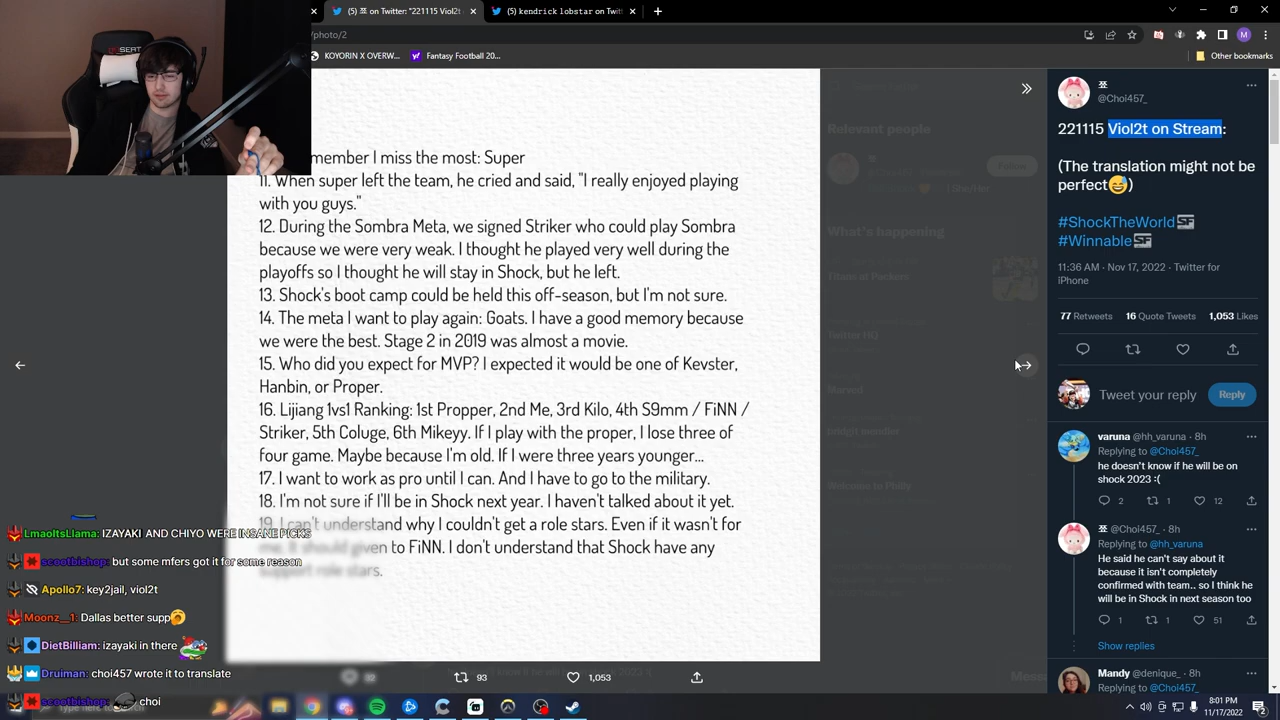 "221115 Viol2t on Stream
kendrick lobstar on Twit
/photo/2
KOYORIN X OVERW...
Fantasy Football 20...
Other bookmarks
member I miss the most: Super
11. When super left the team, he cried and said, "I really enjoyed playing
with you guys."
12. During the Sombra Meta, we signed Striker who could play Sombra
because we were very weak. I thought he played very well during the
playoffs so I thought he will stay in Shock, but he left.
13. Shock's boot camp could be held this off-season, but I'm not sure.
14. The meta I want to play again: Goats. I have a good memory because
we were the best. Stage 2 in 2019 was almost a movie.
15. Who did you expect for MVP? I expected it would be one of Kevster,
Hanbin, or Proper.
16. Lijiang 1vs1 Ranking: 1st Propper, 2nd Me, 3rd Kilo, 4th S9mm / FiNN /
Striker, 5th Coluge, 6th Mikeyy. If I play with the proper, I lose three of
four game. Maybe because I'm old. If I were three years younger...
17. I want to work as pro until I can. And I have to go to the military.
18. I'm not sure if I'll be in Shock next year. I haven't talked about it yet.
19. I can't understand why I couldn't get a role stars. Even if it wasn't for
to FiNN. I don't understand that Shock have any
role stars.
32
93
1,053
LmaoItsLlama: IZAYAKI AND CHIYO WERE INSANE PICKS
scootbishop: but some mfers got it for some reason
Apollo7: key2jail, viol2t
Moonz__1: Dallas better supp
DietBilliam: izayaki in there
Druiman: choi457 wrote it to translate
scootbishop: choi
Relevant people
Follow
What's happening
Titans at Packers
Twitter HQ
Welcome to Philly
@Choi457_
221115 Viol2t on Stream:
(The translation might not be
perfect😅)
#ShockTheWorld
#Winnable
11:36 AM · Nov 17, 2022 · Twitter for
iPhone
77 Retweets 16 Quote Tweets 1,053 Likes
Tweet your reply
Reply
varuna @hh_varuna · 8h
Replying to @Choi457_
he doesn't know if he will be on
shock 2023 :(
2 1 12
@Choi457_ · 8h
Replying to @hh_varuna
He said he can't say about it
because it isn't completely
confirmed with team.. so I think he
will be in Shock in next season too
1 1 51
Show replies
Mandy @denique_ · 8h
Replying to @Choi457_
8:01 PM
11/17/2022